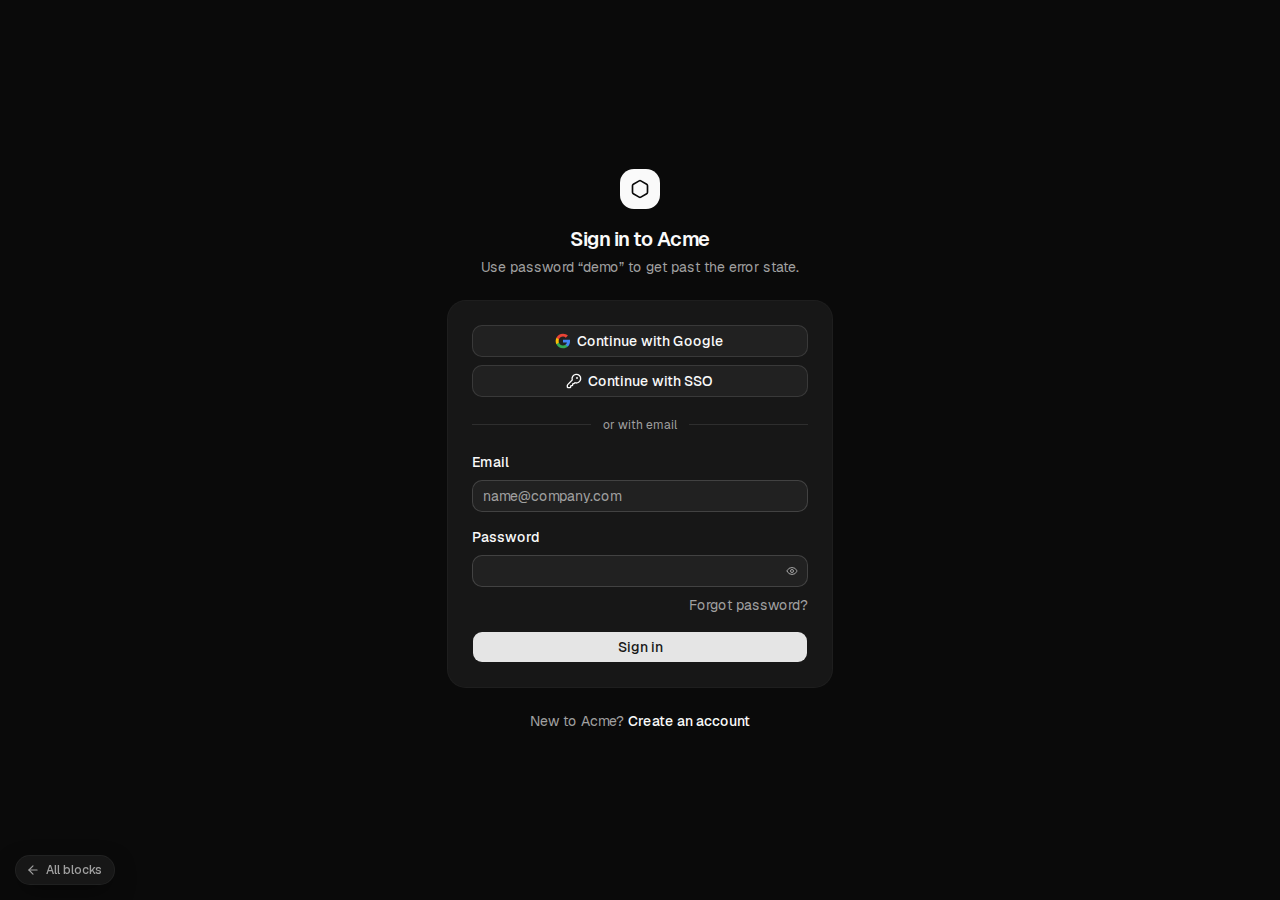 Sign in to Acme
Use password “demo” to get past the error state.
Continue with Google
Continue with SSO
or with email
Email
name@company.com
Password
Forgot password?
Sign in
New to Acme? Create an account
All blocks